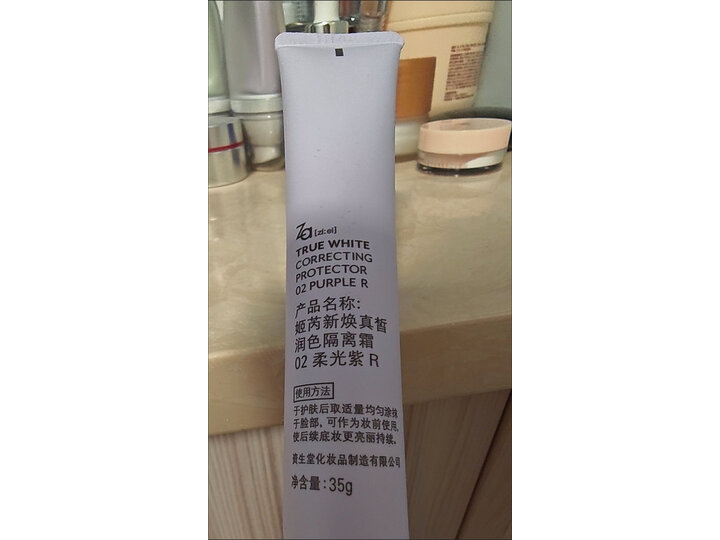 Za [zi:ei]
TRUE WHITE
CORRECTING
PROTECTOR
02 PURPLE R
产品名称:
姬芮新焕真皙
润色隔离霜
02 柔光紫 R
使用方法
于护肤后取适量均匀涂抹
于脸部,可作为妆前使用,
使后续底妆更亮丽持续。
资生堂化妆品制造有限公司
净含量:35g